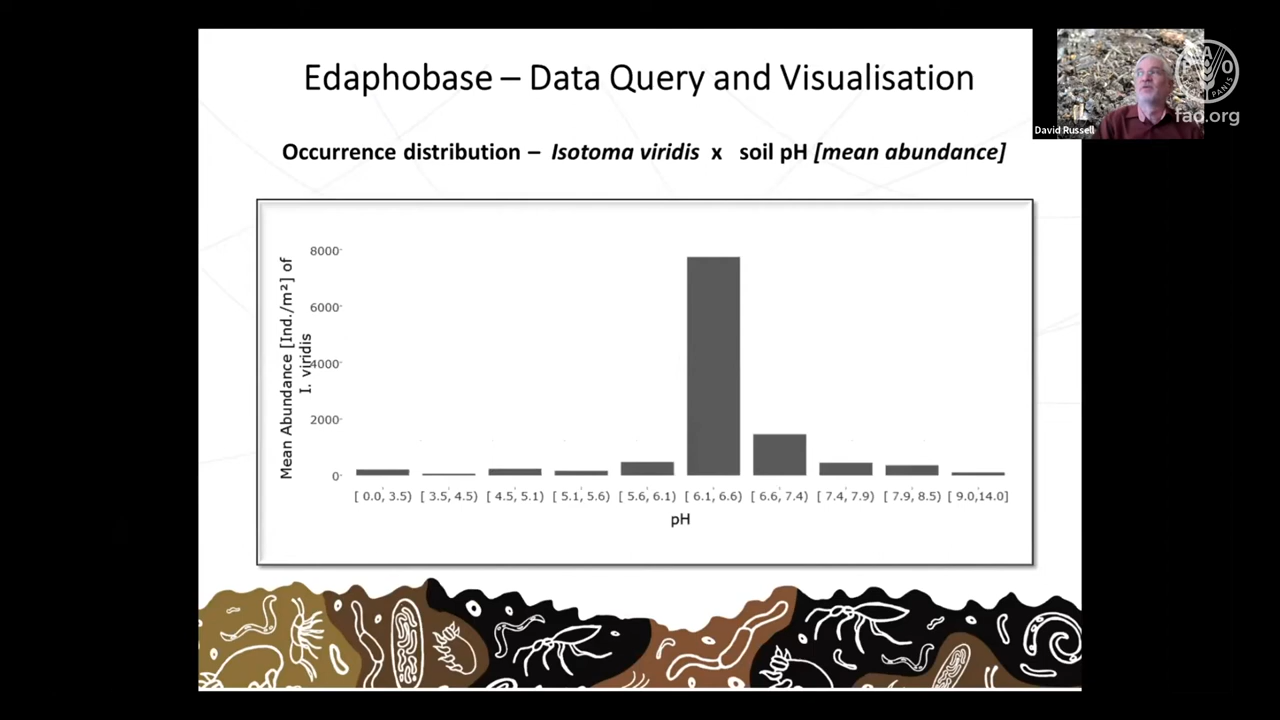 Edaphobase – Data Query and Visualisation
FAO
PANIS
fao.org
David Russell
Occurrence distribution – Isotoma viridis x soil pH [mean abundance]
Mean Abundance [Ind./m²] of
I. viridis
8000
6000
4000
2000
0
[ 0.0, 3.5) [ 3.5, 4.5) [ 4.5, 5.1) [ 5.1, 5.6) [ 5.6, 6.1) [ 6.1, 6.6) [ 6.6, 7.4) [ 7.4, 7.9) [ 7.9, 8.5) [ 9.0,14.0]
pH